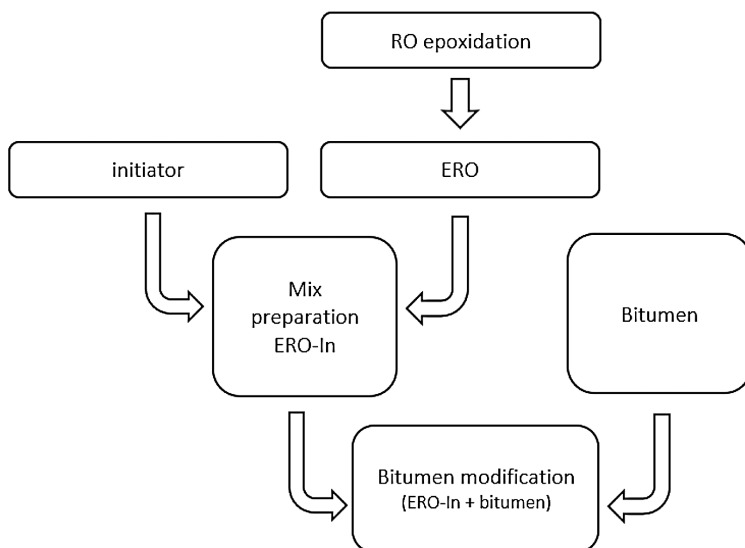 RO epoxidation
initiator
ERO
Mix
preparation
ERO-In
Bitumen
Bitumen modification
(ERO-In + bitumen)